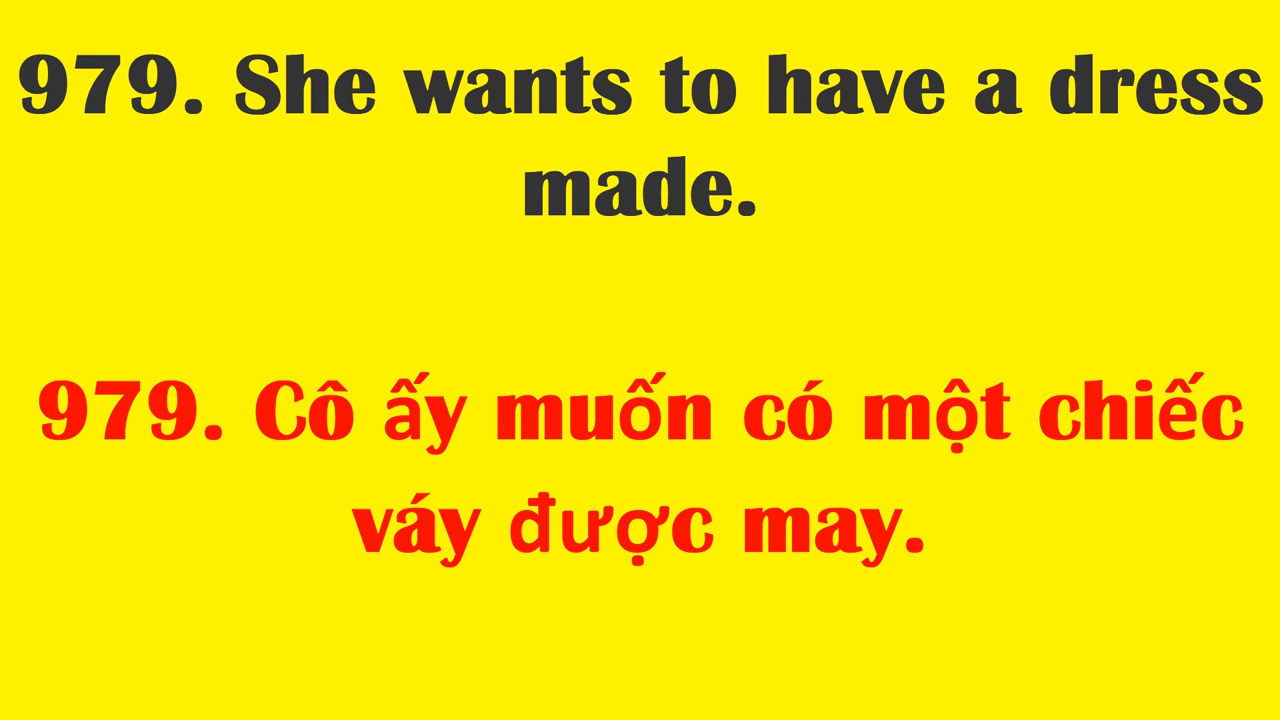 979. She wants to have a dress
made.
979. Cô ấy muốn có một chiếc
váy được may.